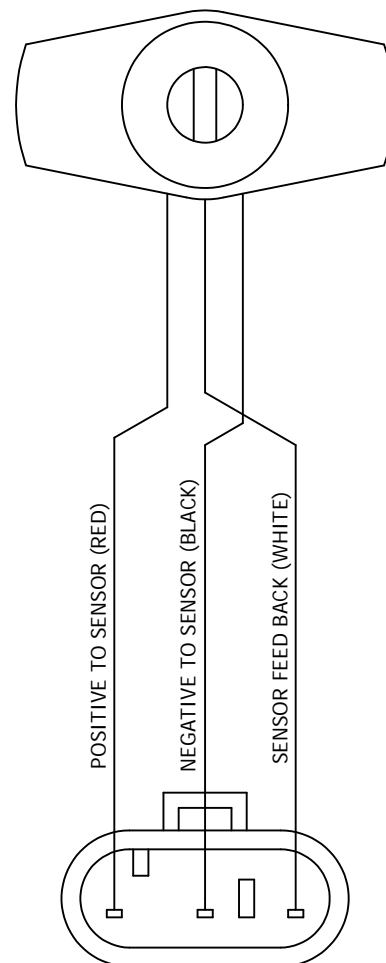 POSITIVE TO SENSOR (RED)
NEGATIVE TO SENSOR (BLACK)
SENSOR FEED BACK (WHITE)